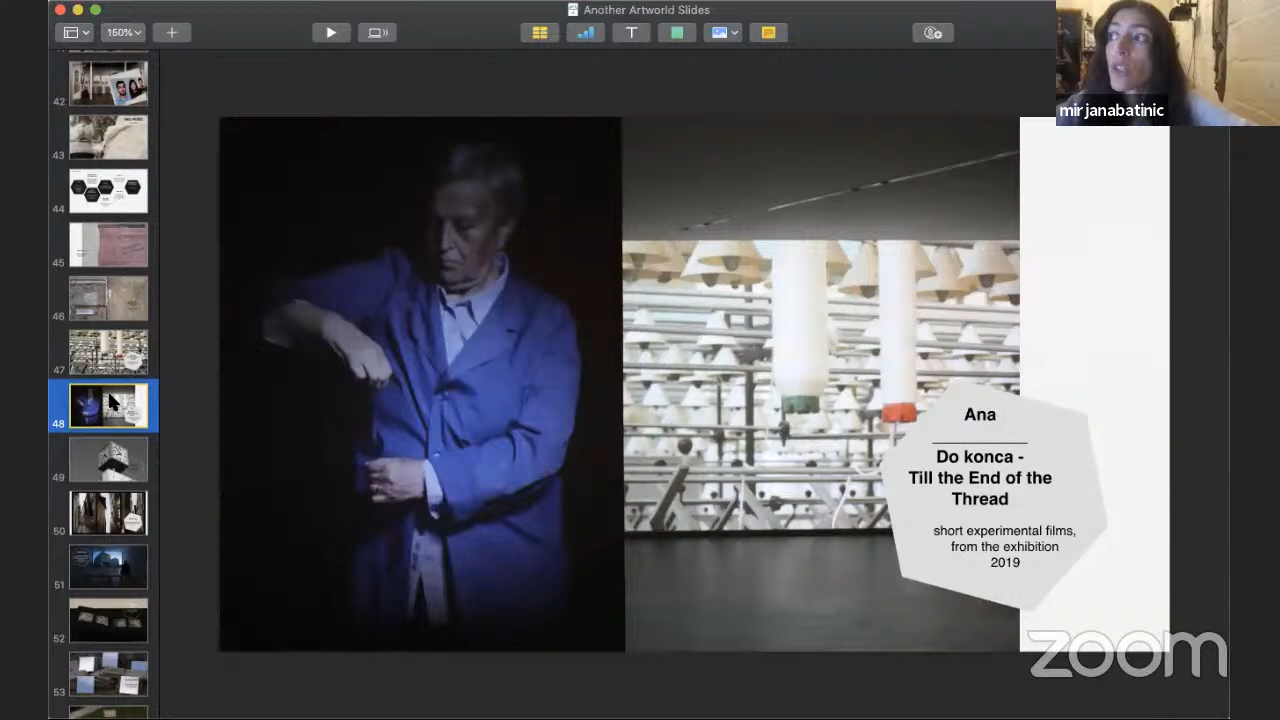 Another Artworld Slides
150%
mirjanabatinic
42
43
44
45
46
47
48
49
50
51
52
53
Ana
Do konca -
Till the End of the
Thread
short experimental films,
from the exhibition
2019
zoom